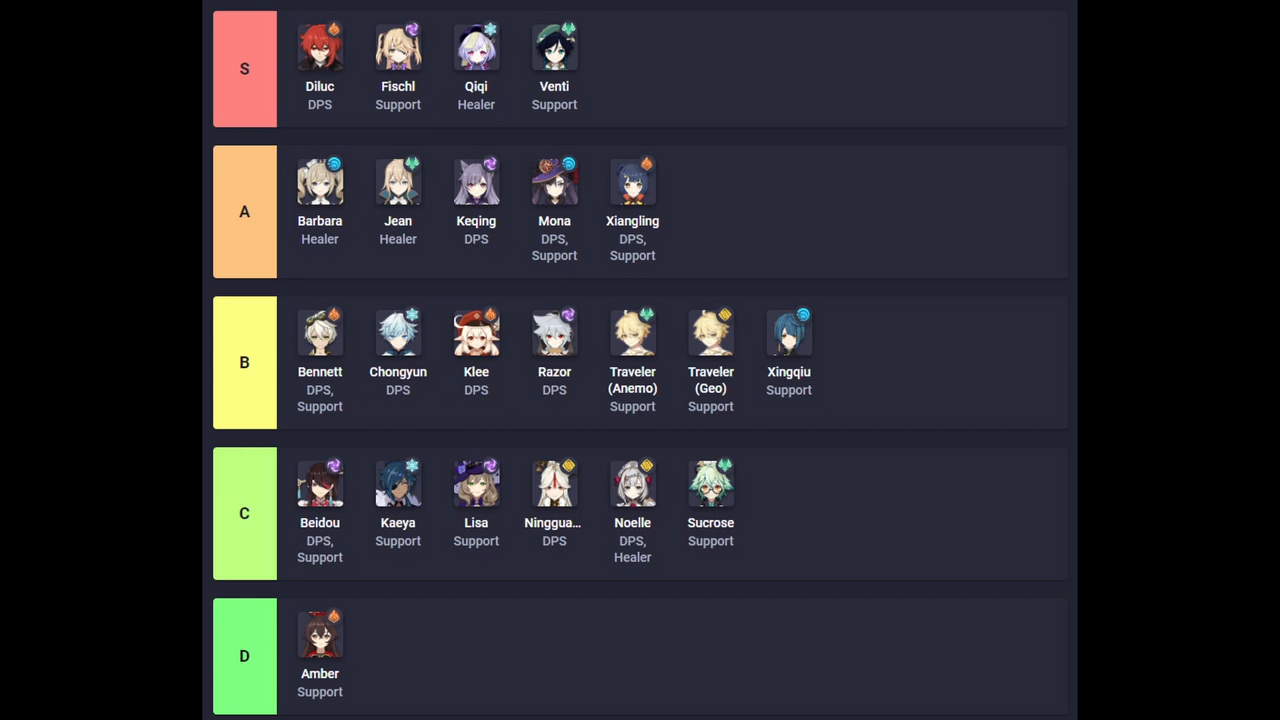 S
Diluc
DPS
Fischl
Support
Qiqi
Healer
Venti
Support
A
Barbara
Healer
Jean
Healer
Keqing
DPS
Mona
DPS,
Support
Xiangling
DPS,
Support
B
Bennett
DPS,
Support
Chongyun
DPS
Klee
DPS
Razor
DPS
Traveler
(Anemo)
Support
Traveler
(Geo)
Support
Xingqiu
Support
C
Beidou
DPS,
Support
Kaeya
Support
Lisa
Support
Ninggua...
DPS
Noelle
DPS,
Healer
Sucrose
Support
D
Amber
Support